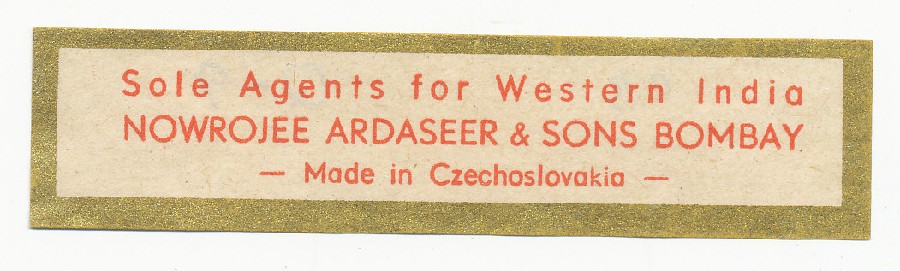 Sole Agents for Western India
NOWROJEE ARDASEER & SONS BOMBAY
— Made in Czechoslovakia —